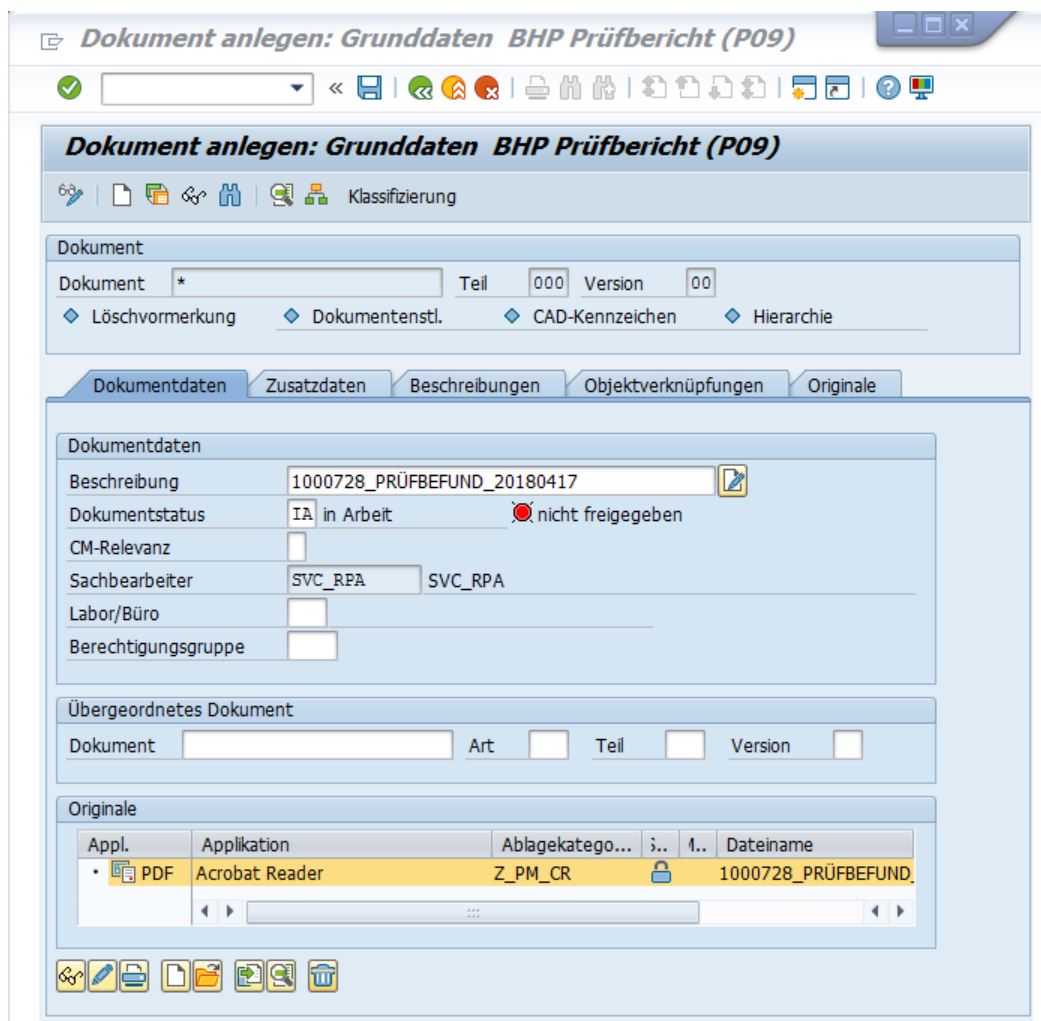 Dokument anlegen: Grunddaten BHP Prüfbericht (P09)
Dokument anlegen: Grunddaten BHP Prüfbericht (P09)
Klassifizierung
Dokument
Dokument * Teil 000 Version 00
Löschvormerkung Dokumentenstl. CAD-Kennzeichen Hierarchie
Dokumentdaten Zusatzdaten Beschreibungen Objektverknüpfungen Originale
Dokumentdaten
Beschreibung 1000728_PRÜFBEFUND_20180417
Dokumentstatus IA in Arbeit nicht freigegeben
CM-Relevanz
Sachbearbeiter SVC_RPA SVC_RPA
Labor/Büro
Berechtigungsgruppe
Übergeordnetes Dokument
Dokument Art Teil Version
Originale
Appl. Applikation Ablagekatego... Dateiname
PDF Acrobat Reader Z_PM_CR 1000728_PRÜFBEFUND_